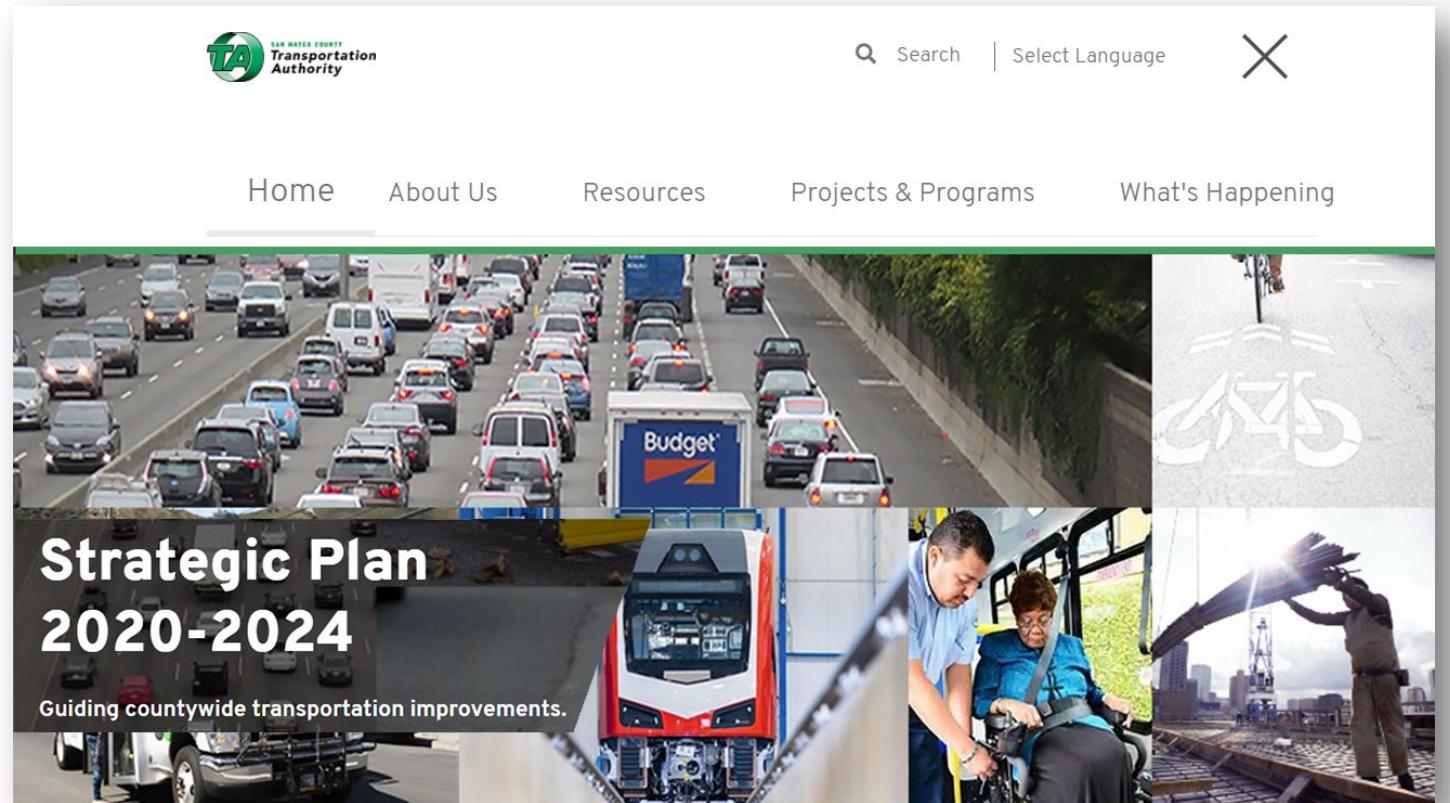 TA
SAN MATEO COUNTY
Transportation
Authority
Search
Select Language
Home
About Us
Resources
Projects & Programs
What's Happening
Budget
Strategic Plan
2020-2024
Guiding countywide transportation improvements.